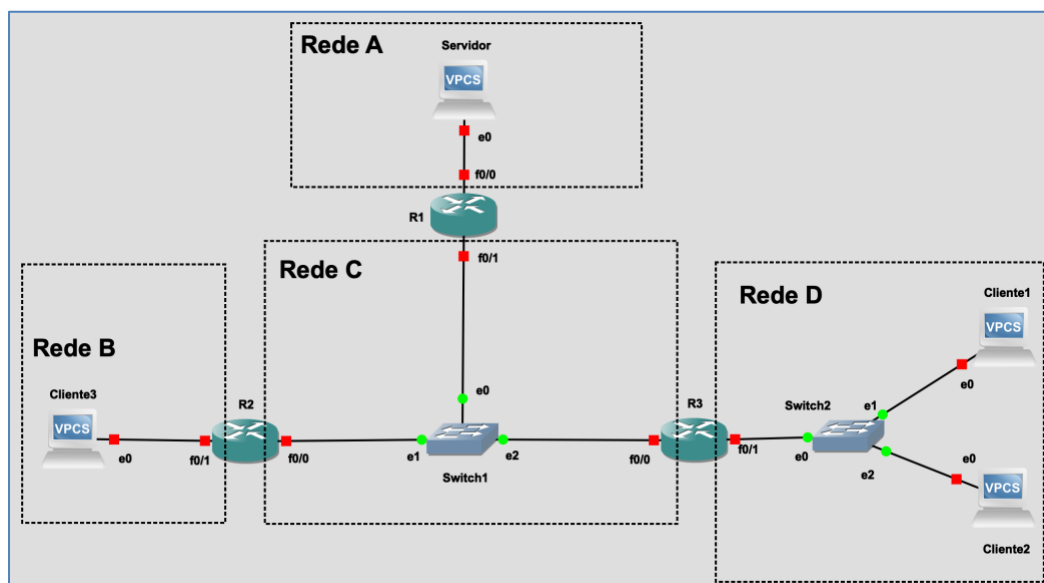 Rede A
Servidor
VPCS
e0
f0/0
R1
f0/1
Rede C
Rede B
Cliente3
VPCS
e0
f0/1
R2
f0/0
e0
e1
e2
Switch1
R3
f0/0
f0/1
Rede D
Cliente1
VPCS
e0
Switch2
e1
e0
e2
e0
VPCS
Cliente2